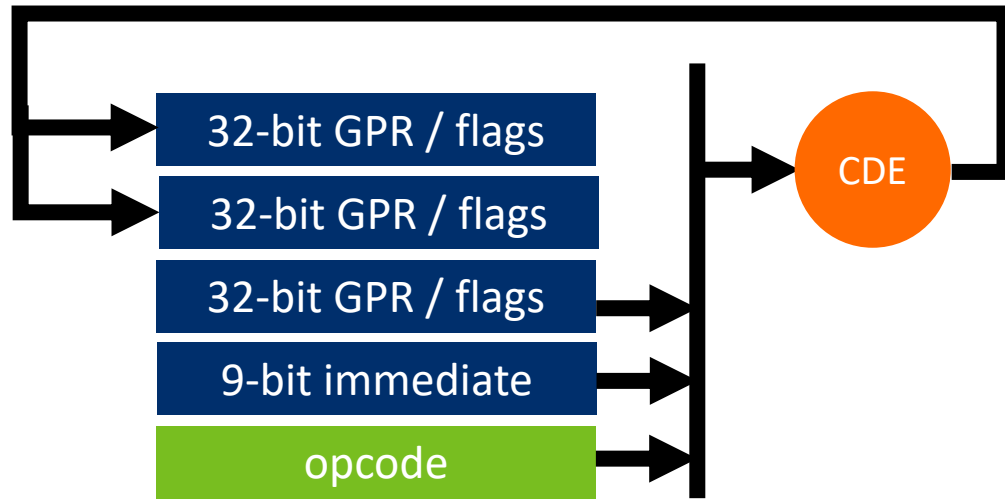 32-bit GPR / flags
32-bit GPR / flags
32-bit GPR / flags
9-bit immediate
opcode
CDE